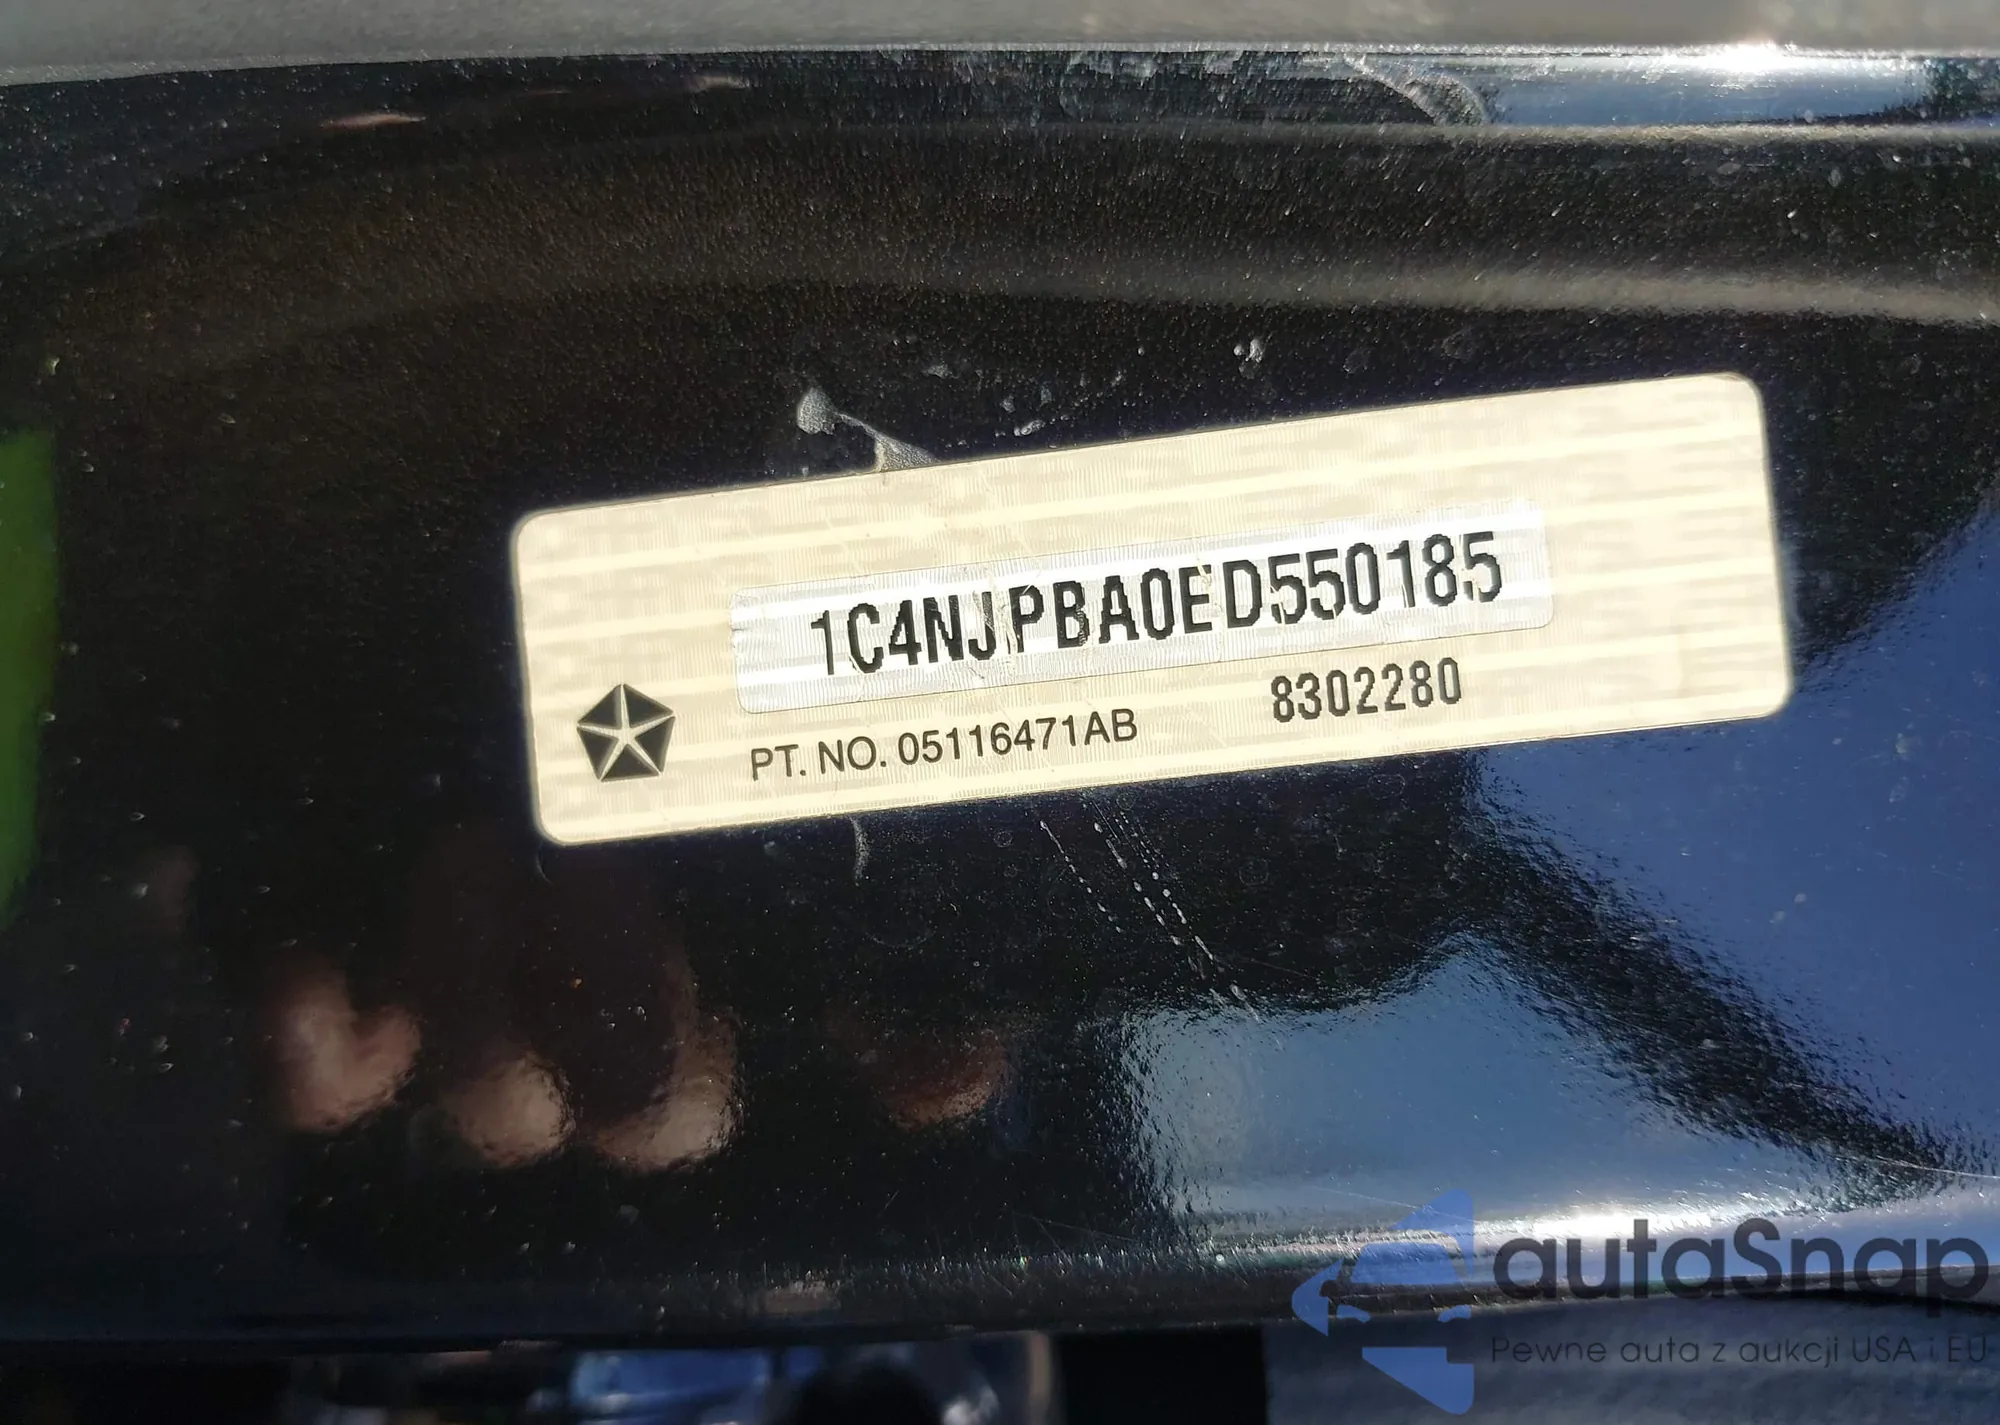 1C4NJPBA0ED550185
PT. NO. 05116471AB 8302280
autaSnap
Pewne auta z aukcji USA i EU